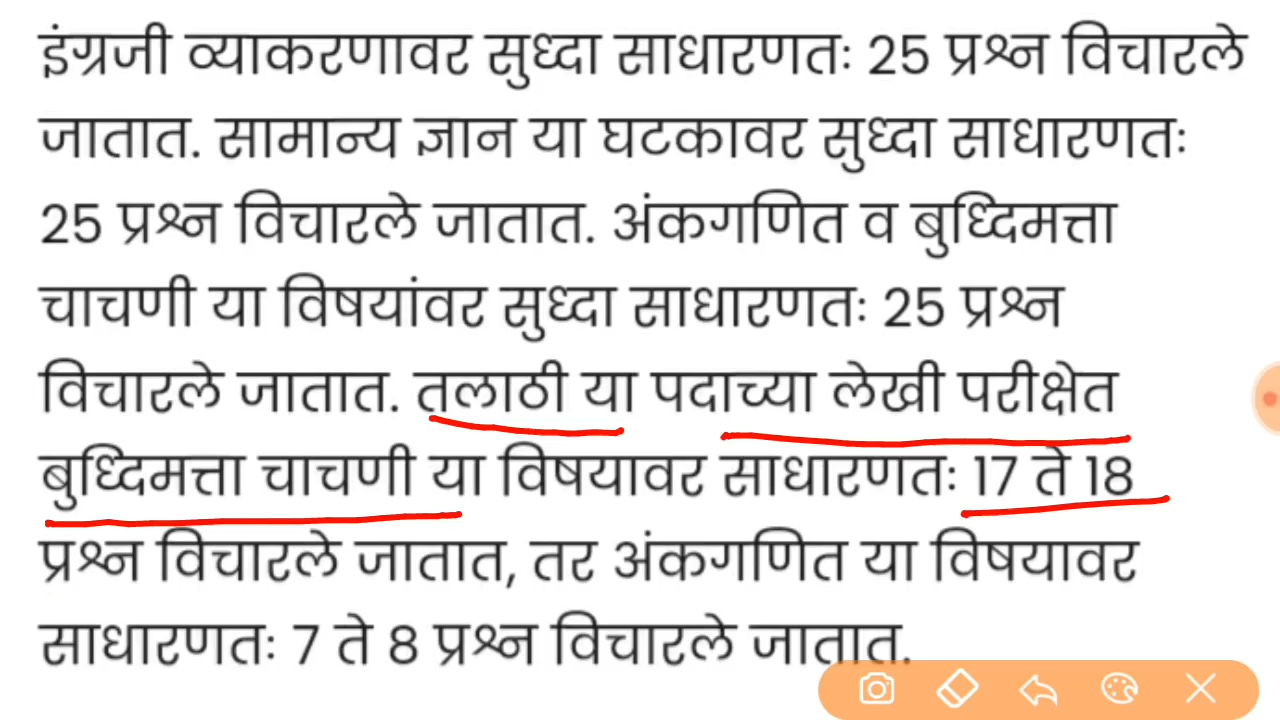 इंग्रजी व्याकरणावर सुध्दा साधारणतः 25 प्रश्न विचारले
जातात. सामान्य ज्ञान या घटकावर सुध्दा साधारणतः
25 प्रश्न विचारले जातात. अंकगणित व बुध्दिमत्ता
चाचणी या विषयांवर सुध्दा साधारणतः 25 प्रश्न
विचारले जातात. तलाठी या पदाच्या लेखी परीक्षेत
बुध्दिमत्ता चाचणी या विषयावर साधारणतः 17 ते 18
प्रश्न विचारले जातात, तर अंकगणित या विषयावर
साधारणतः 7 ते 8 प्रश्न विचारले जातात.